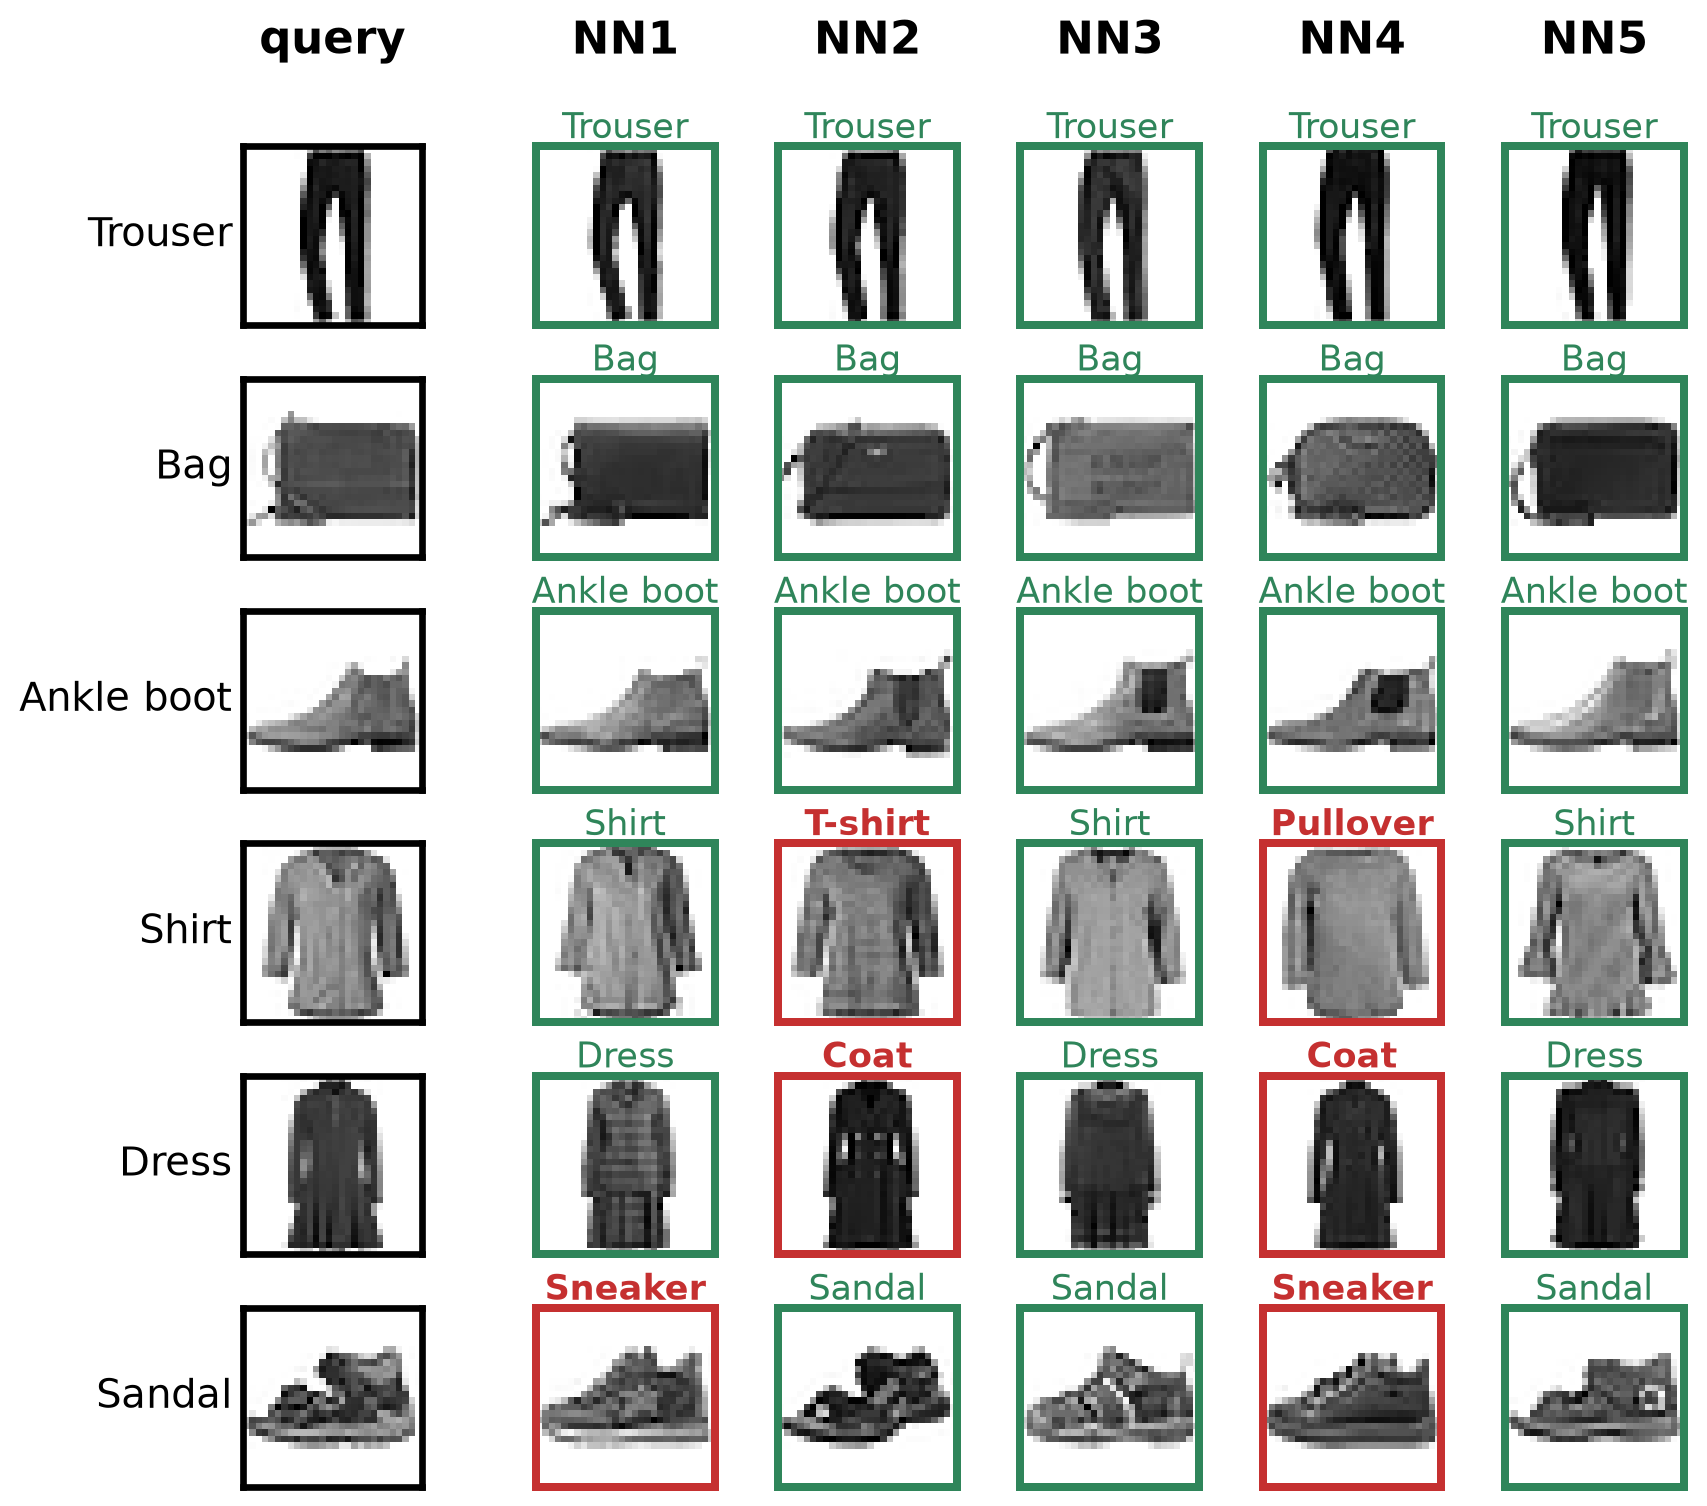 query NN1 NN2 NN3 NN4 NN5
Trouser Trouser Trouser Trouser Trouser
Trouser
Bag Bag Bag Bag Bag
Bag
Ankle boot Ankle boot Ankle boot Ankle boot Ankle boot
Ankle boot
Shirt T-shirt Shirt Pullover Shirt
Shirt
Dress Coat Dress Coat Dress
Dress
Sneaker Sandal Sandal Sneaker Sandal
Sandal